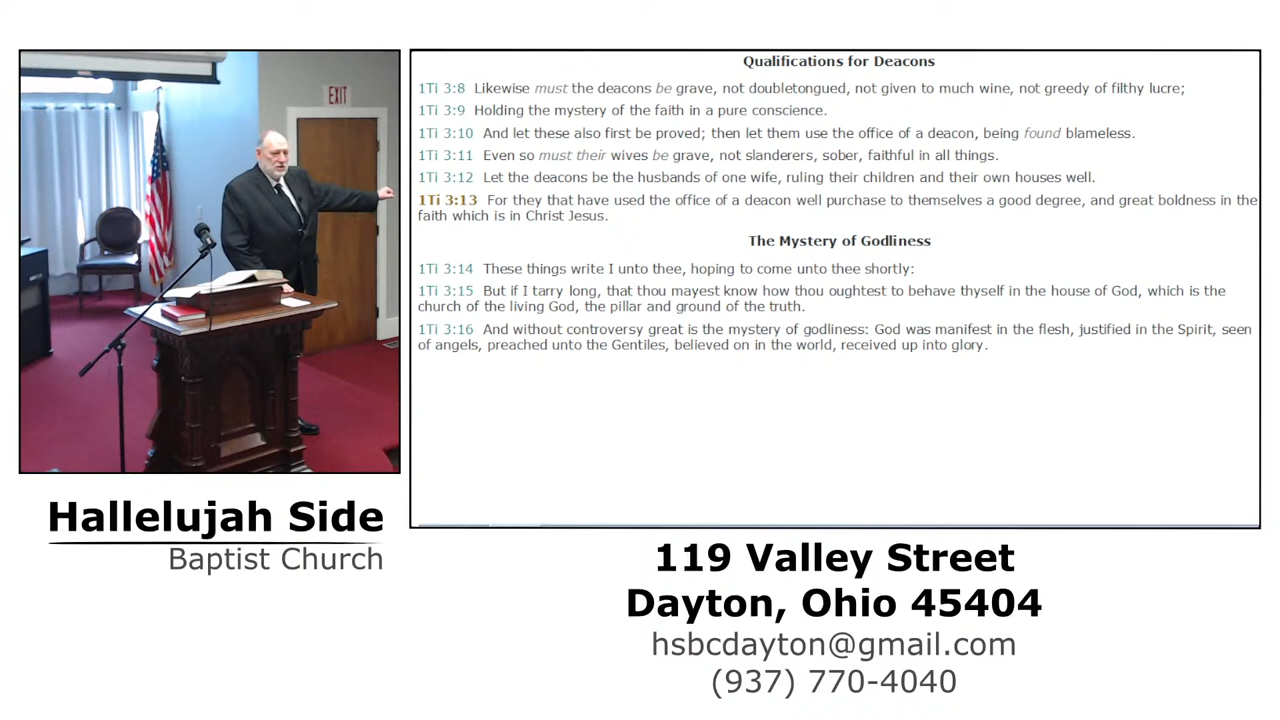 EXIT
Qualifications for Deacons
1Ti 3:8 Likewise must the deacons be grave, not doubletongued, not given to much wine, not greedy of filthy lucre;
1Ti 3:9 Holding the mystery of the faith in a pure conscience.
1Ti 3:10 And let these also first be proved; then let them use the office of a deacon, being found blameless.
1Ti 3:11 Even so must their wives be grave, not slanderers, sober, faithful in all things.
1Ti 3:12 Let the deacons be the husbands of one wife, ruling their children and their own houses well.
1Ti 3:13 For they that have used the office of a deacon well purchase to themselves a good degree, and great boldness in the
faith which is in Christ Jesus.
The Mystery of Godliness
1Ti 3:14 These things write I unto thee, hoping to come unto thee shortly:
1Ti 3:15 But if I tarry long, that thou mayest know how thou oughtest to behave thyself in the house of God, which is the
church of the living God, the pillar and ground of the truth.
1Ti 3:16 And without controversy great is the mystery of godliness: God was manifest in the flesh, justified in the Spirit, seen
of angels, preached unto the Gentiles, believed on in the world, received up into glory.
Hallelujah Side
Baptist Church
119 Valley Street
Dayton, Ohio 45404
hsbcdayton@gmail.com
(937) 770-4040